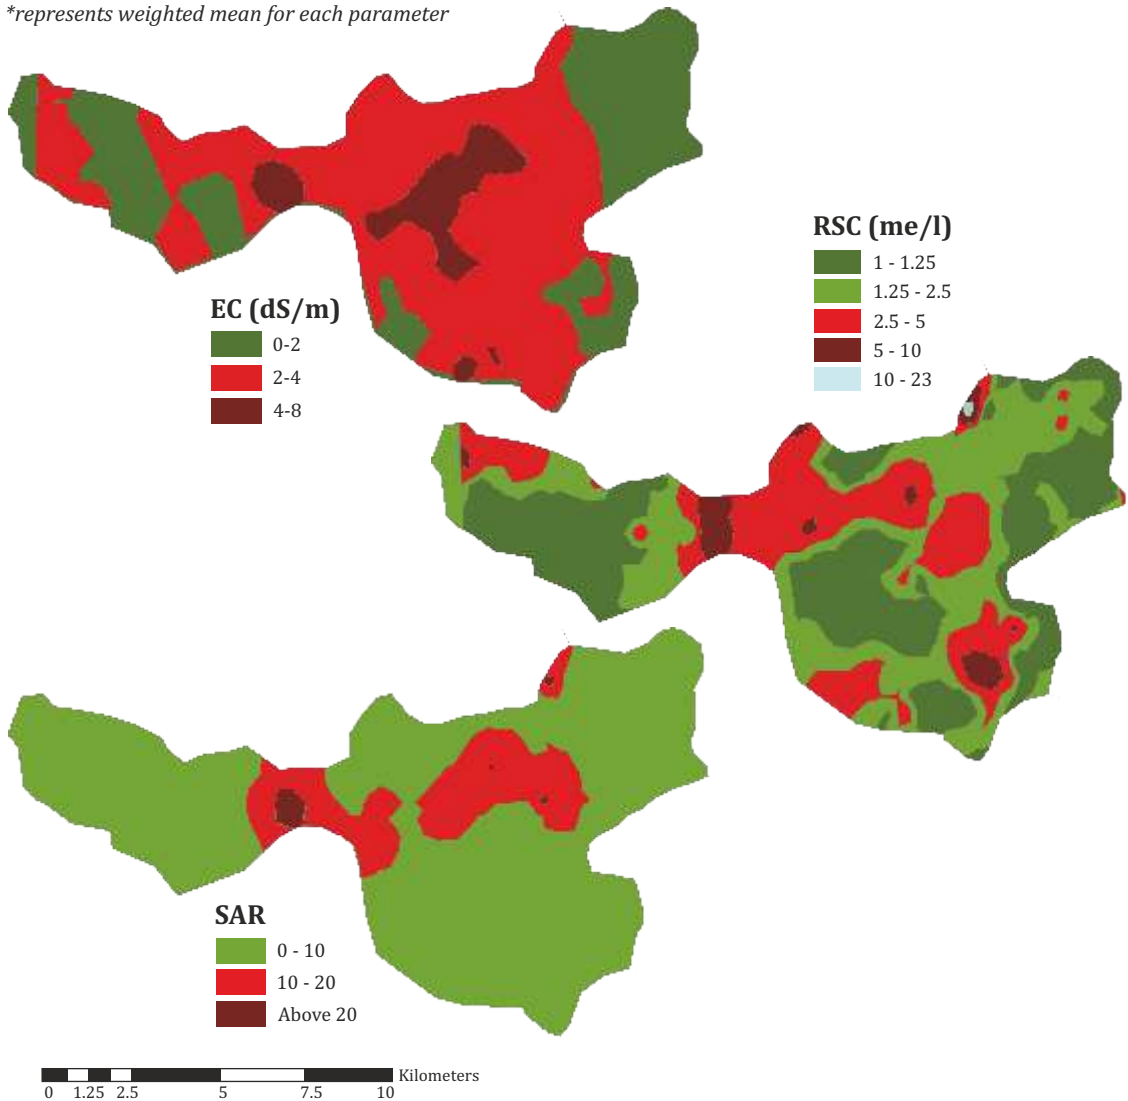 *represents weighted mean for each parameter
EC (dS/m)
0-2
2-4
4-8
RSC (me/l)
1 - 1.25
1.25 - 2.5
2.5 - 5
5 - 10
10 - 23
SAR
0 - 10
10 - 20
Above 20
Kilometers
0 1.25 2.5 5 7.5 10